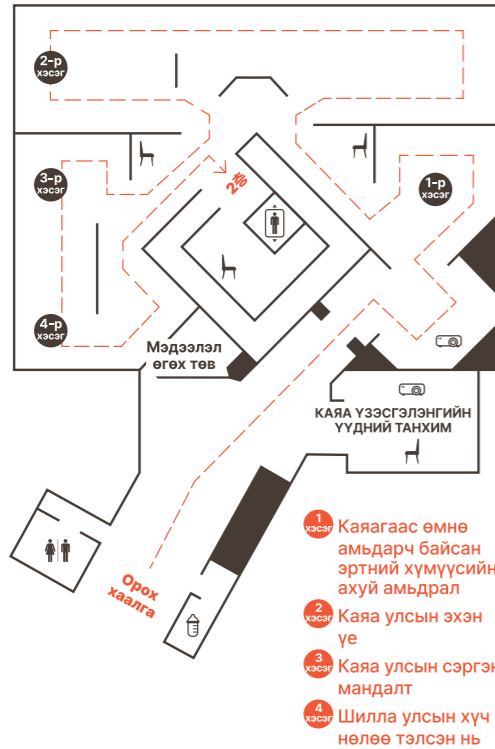 2-р
хэсэг
3-р
хэсэг
2층
1-р
хэсэг
4-р
хэсэг
Мэдээлэл
өгөх төв
КАЯА ҮЗЭСГЭЛЭНГИЙН
ҮҮДНИЙ ТАНХИМ
Орох
хаалга
1
хэсэг
Каяагаас өмнө
амьдарч байсан
эртний хүмүүсийн
ахуй амьдрал
2
хэсэг
Каяа улсын эхэн
үе
3
хэсэг
Каяа улсын сэргэн
мандалт
4
хэсэг
Шилла улсын хүч
нөлөө тэлсэн нь